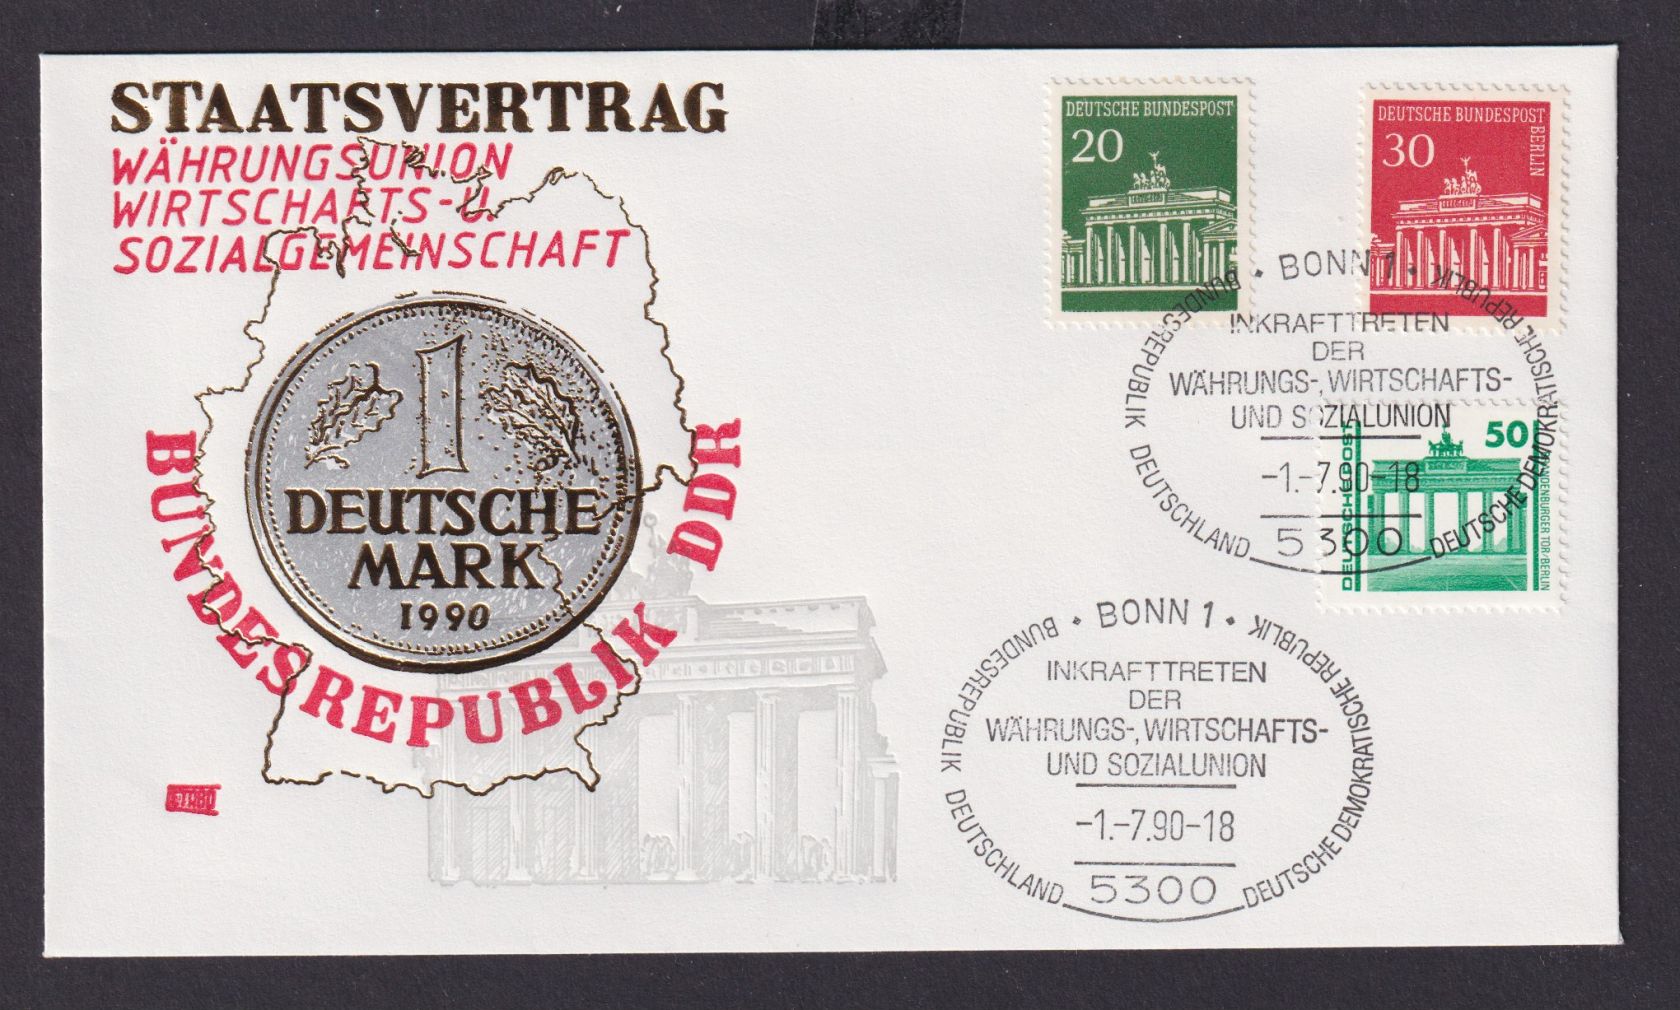 STAATSVERTRAG
WÄHRUNGSUNION
WIRTSCHAFTS-U.
SOZIALGEMEINSCHAFT
1
DEUTSCHE
MARK
1990
BUNDESREPUBLIK DDR
DEUTSCHE BUNDESPOST
20
DEUTSCHE BUNDESPOST
BERLIN
30
50
DEUTSCHE POST
BRANDENBURGER TOR/BERLIN
BONN 1
BUNDESREPUBLIK DEUTSCHLAND
DEUTSCHE DEMOKRATISCHE REPUBLIK
INKRAFTTRETEN
DER
WÄHRUNGS-, WIRTSCHAFTS-
UND SOZIALUNION
-1.-7.90-18
5300
BONN 1
BUNDESREPUBLIK DEUTSCHLAND
DEUTSCHE DEMOKRATISCHE REPUBLIK
INKRAFTTRETEN
DER
WÄHRUNGS-, WIRTSCHAFTS-
UND SOZIALUNION
-1.-7.90-18
5300